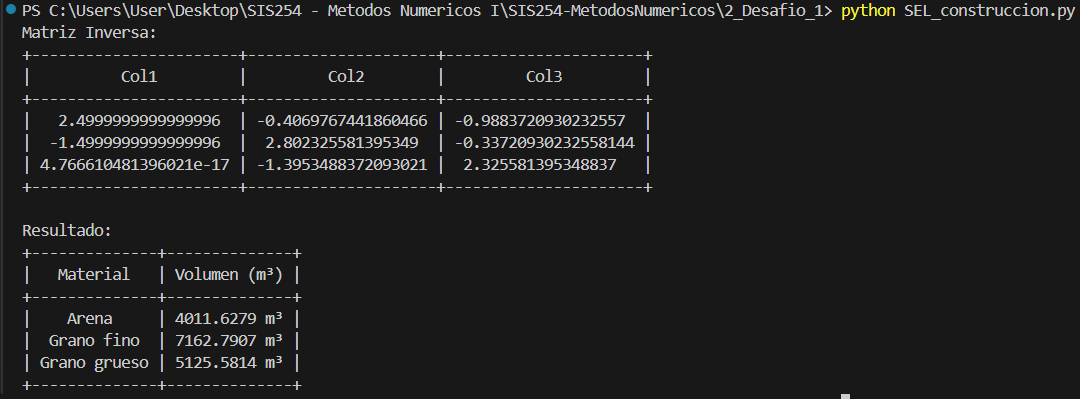 PS C:\Users\User\Desktop\SIS254 - Metodos Numericos I\SIS254-MetodosNumericos\2_Desafio_1> python SEL_construccion.py
Matriz Inversa:
+-----------------------+---------------------+----------------------+
|          Col1         |         Col2        |         Col3         |
+-----------------------+---------------------+----------------------+
|   2.4999999999999996  | -0.4069767441860466 | -0.9883720930232557  |
|  -1.4999999999999996  |  2.802325581395349  | -0.33720930232558144 |
| 4.766610481396021e-17 | -1.3953488372093021 |  2.325581395348837   |
+-----------------------+---------------------+----------------------+
Resultado:
+--------------+--------------+
|   Material   | Volumen (m³) |
+--------------+--------------+
|    Arena     | 4011.6279 m³ |
|  Grano fino  | 7162.7907 m³ |
| Grano grueso | 5125.5814 m³ |
+--------------+--------------+